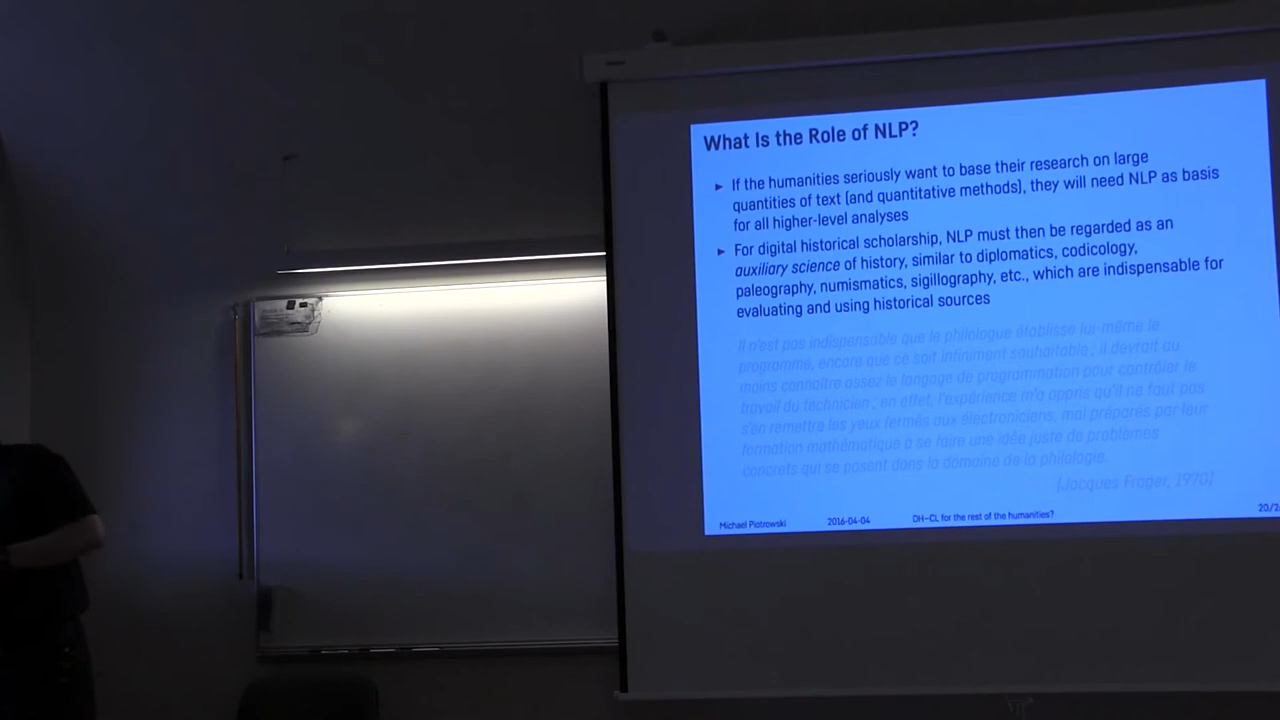 What Is the Role of NLP?
► If the humanities seriously want to base their research on large
quantities of text (and quantitative methods), they will need NLP as basis
for all higher-level analyses
► For digital historical scholarship, NLP must then be regarded as an
auxiliary science of history, similar to diplomatics, codicology,
paleography, numismatics, sigillography, etc., which are indispensable for
evaluating and using historical sources
Il n'est pas indispensable que le philologue établisse lui-même le
programme, encore que ce soit infiniment souhaitable ; il devrait au
moins connaître assez le langage de programmation pour contrôler le
travail du technicien ; en effet, l'expérience m'a appris qu'il ne faut pas
s'en remettre les yeux fermés aux électroniciens, mal préparés par leur
formation mathématique à se faire une idée juste de problèmes
concrets qui se posent dans la domaine de la philologie.
(Jacques Froger, 1970)
Michael Piotrowski 2016-04-04 DH–CL for the rest of the humanities?